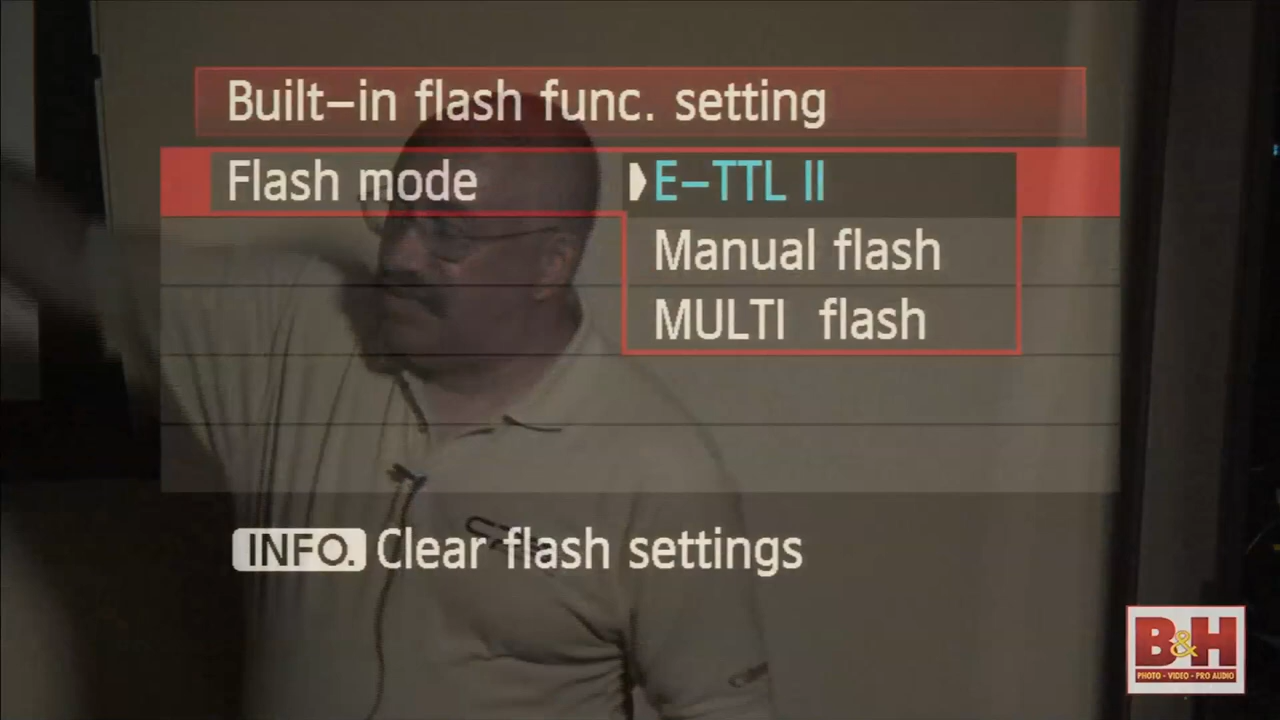 Built-in flash func. setting
Flash mode
E-TTL II
Manual flash
MULTI flash
INFO. Clear flash settings
B&H
PHOTO - VIDEO - PRO AUDIO